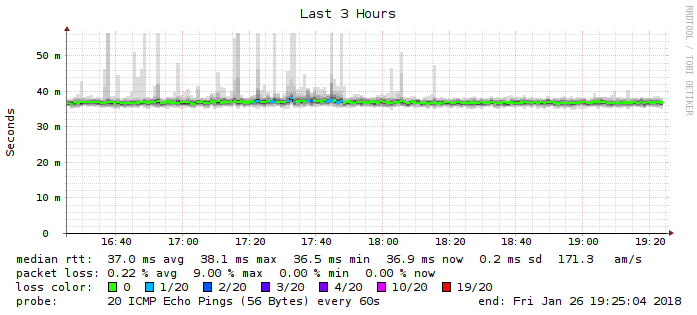 Last 3 Hours
RRDTOOL / TOBI OETIKER
Seconds
50 m
40 m
30 m
20 m
10 m
0
16:40 17:00 17:20 17:40 18:00 18:20 18:40 19:00 19:20
median rtt: 37.0 ms avg 38.1 ms max 36.5 ms min 36.9 ms now 0.2 ms sd 171.3 am/s
packet loss: 0.22 % avg 9.00 % max 0.00 % min 0.00 % now
loss color: 0 1/20 2/20 3/20 4/20 10/20 19/20
probe: 20 ICMP Echo Pings (56 Bytes) every 60s end: Fri Jan 26 19:25:04 2018